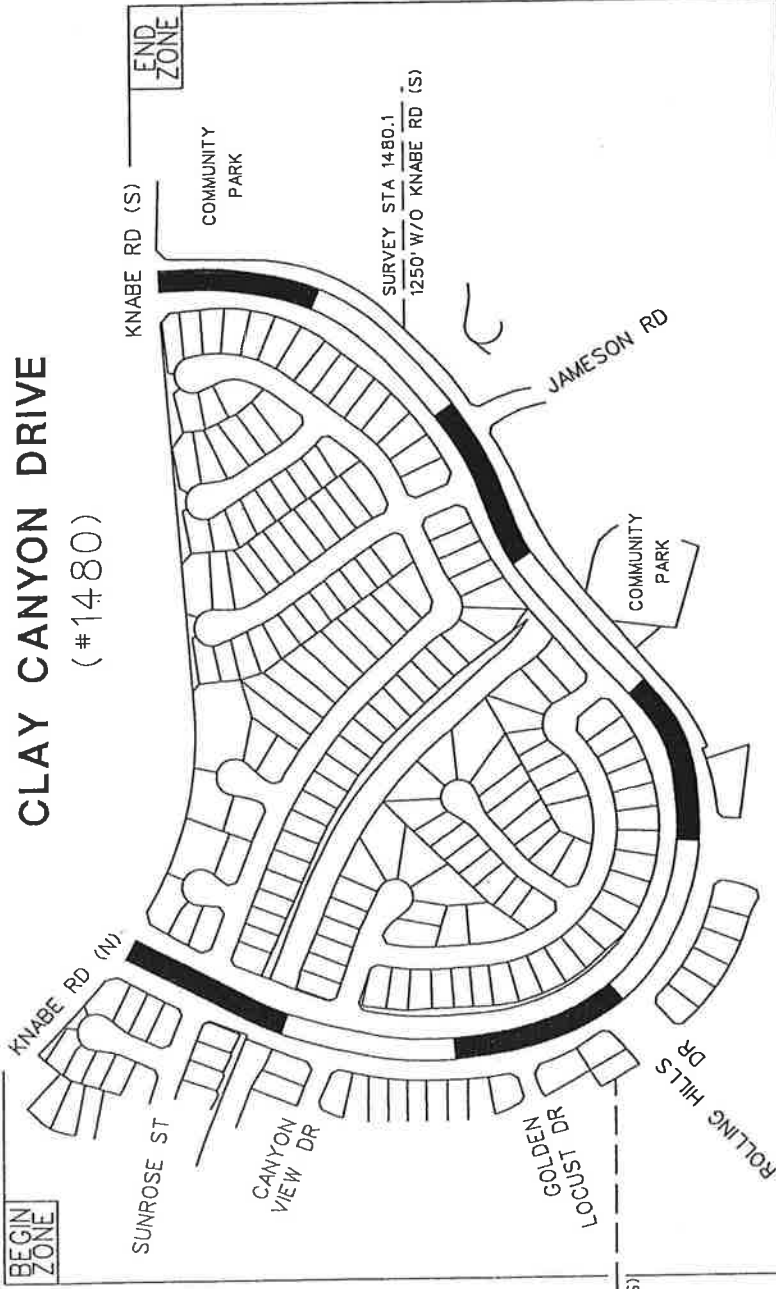 CLAY CANYON DRIVE
(#1480)
BEGIN
ZONE
END
ZONE
KNABE RD (N)
SUNROSE ST
CANYON
VIEW DR
GOLDEN
LOCUST DR
ROLLING HILLS
DR
KNABE RD (S)
COMMUNITY
PARK
SURVEY STA 1480.1
1250' W/O KNABE RD (S)
JAMESON RD
COMMUNITY
PARK
S)